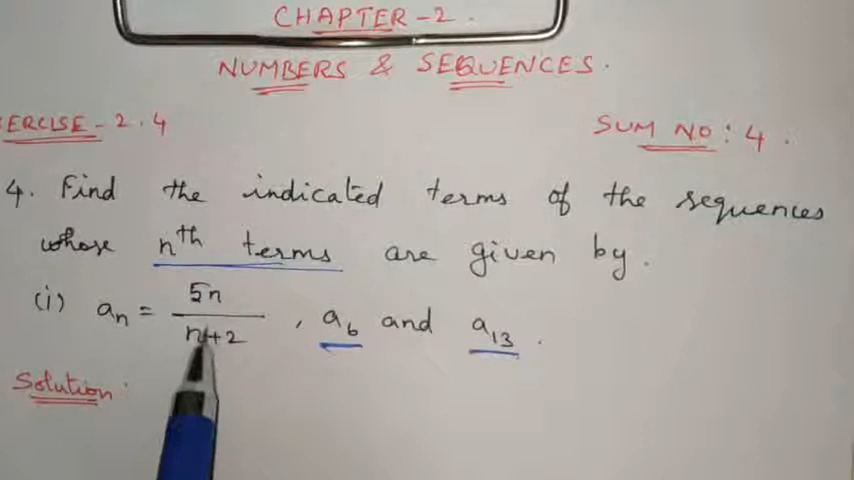 CHAPTER - 2.
NUMBERS & SEQUENCES.
ERCISE - 2.4
SUM NO : 4.
4. Find the indicated terms of the sequences
whose nth terms are given by.
(i) aₙ = 5n / n+2 , a₆ and a₁₃.
Solution: